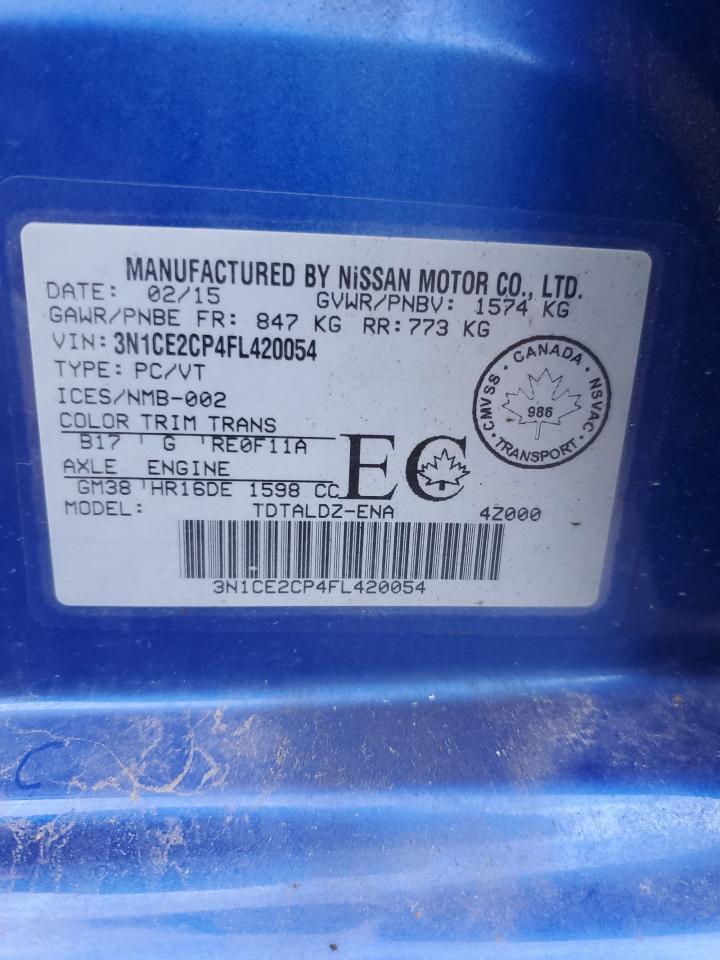 MANUFACTURED BY NiSSAN MOTOR CO., LTD.
DATE: 02/15 GVWR/PNBV: 1574 KG
GAWR/PNBE FR: 847 KG RR: 773 KG
VIN: 3N1CE2CP4FL420054
TYPE: PC/VT
ICES/NMB-002
COLOR TRIM TRANS
B17 G RE0F11A
AXLE ENGINE
GM38 HR16DE 1598 CC
EC
CMVSS · CANADA · NSVAC · TRANSPORT ·
986
MODEL: TDTALDZ-ENA 4Z000
3N1CE2CP4FL420054